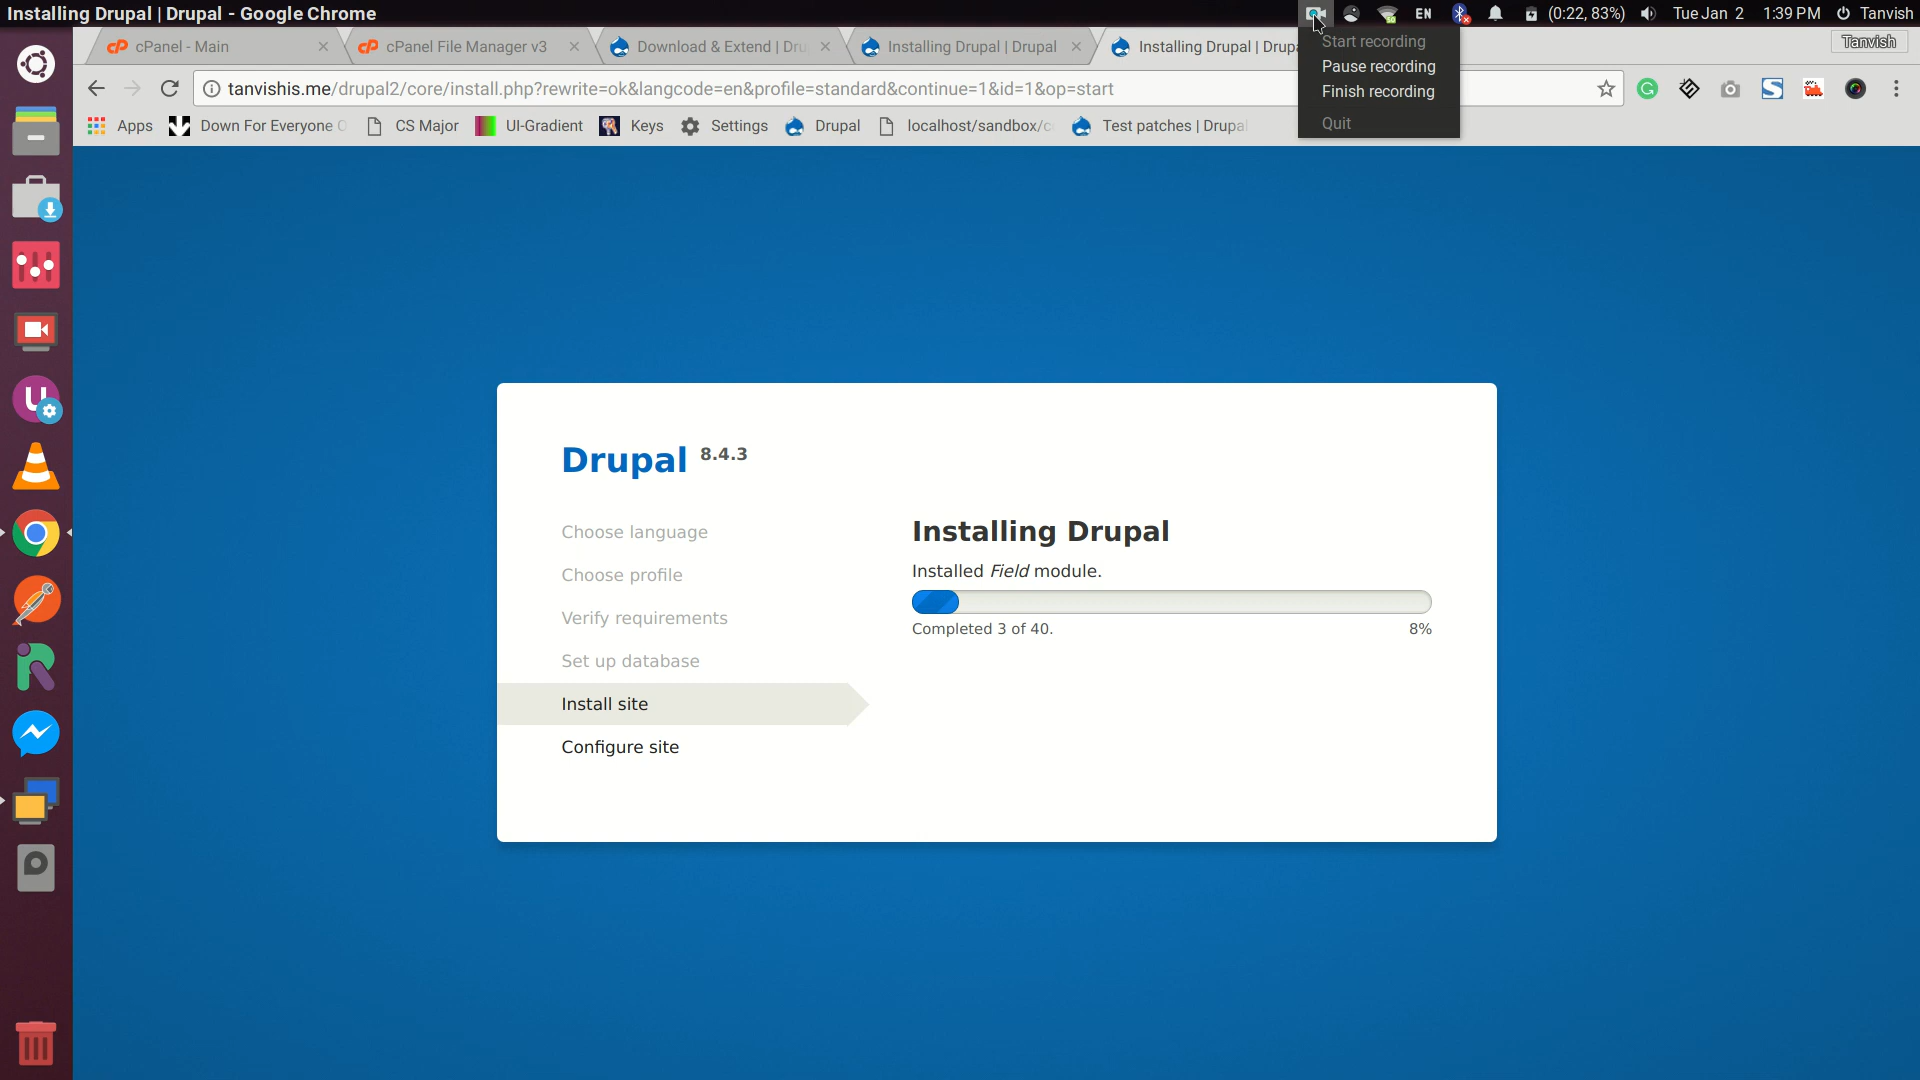 Installing Drupal | Drupal - Google Chrome
EN
(0:22, 83%)
Tue Jan 2 1:39 PM
Tanvish
cPanel - Main
cPanel File Manager v3
Download & Extend | Dru
Installing Drupal | Drupal
Installing Drupal | Drupa
Tanvish
Start recording
Pause recording
Finish recording
Quit
tanvishis.me/drupal2/core/install.php?rewrite=ok&langcode=en&profile=standard&continue=1&id=1&op=start
Apps
Down For Everyone O
CS Major
UI-Gradient
Keys
Settings
Drupal
localhost/sandbox/c
Test patches | Drupal
Drupal 8.4.3
Choose language
Choose profile
Verify requirements
Set up database
Install site
Configure site
Installing Drupal
Installed Field module.
Completed 3 of 40.
8%